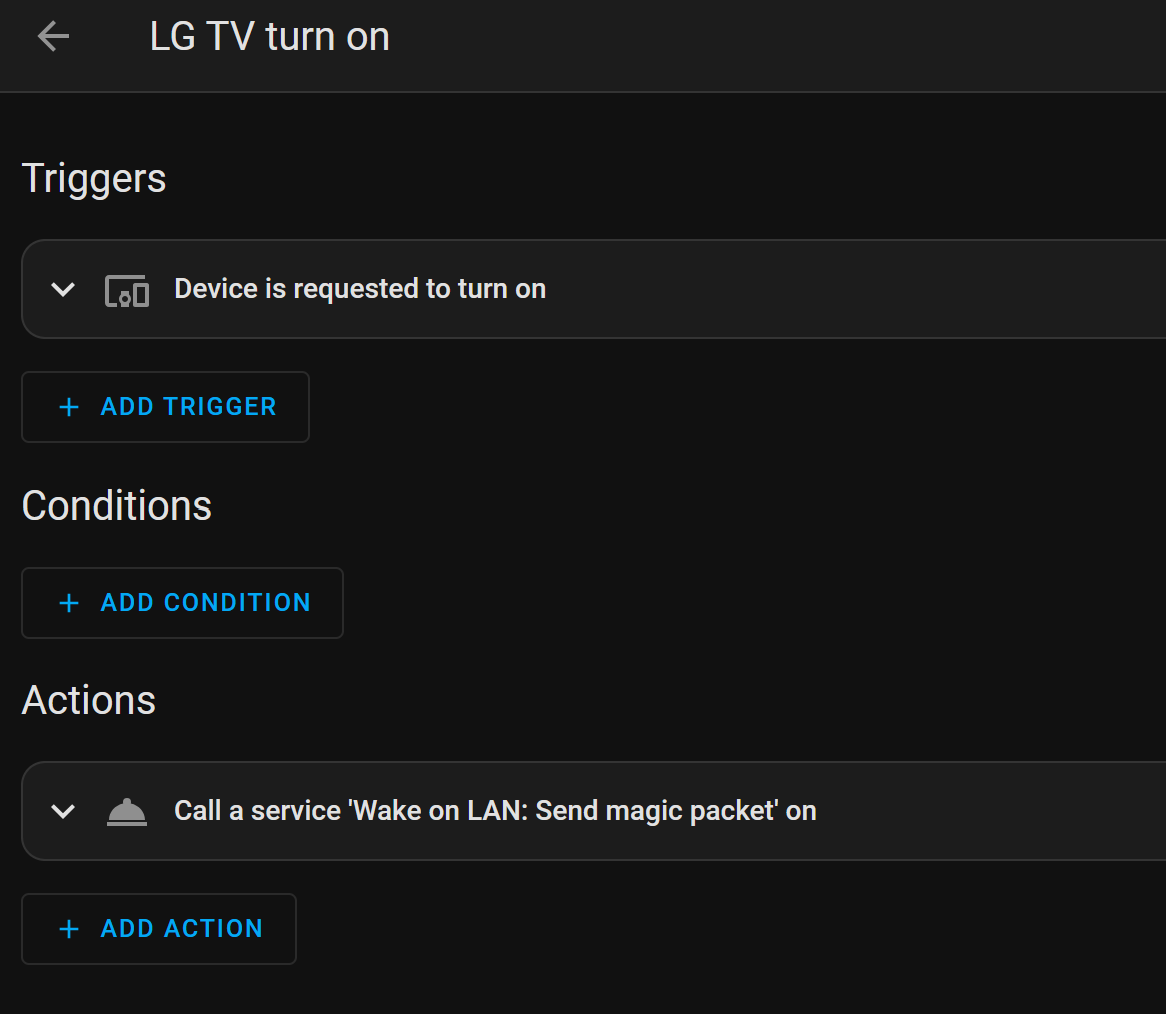 LG TV turn on
Triggers
Device is requested to turn on
+ ADD TRIGGER
Conditions
+ ADD CONDITION
Actions
Call a service 'Wake on LAN: Send magic packet' on
+ ADD ACTION